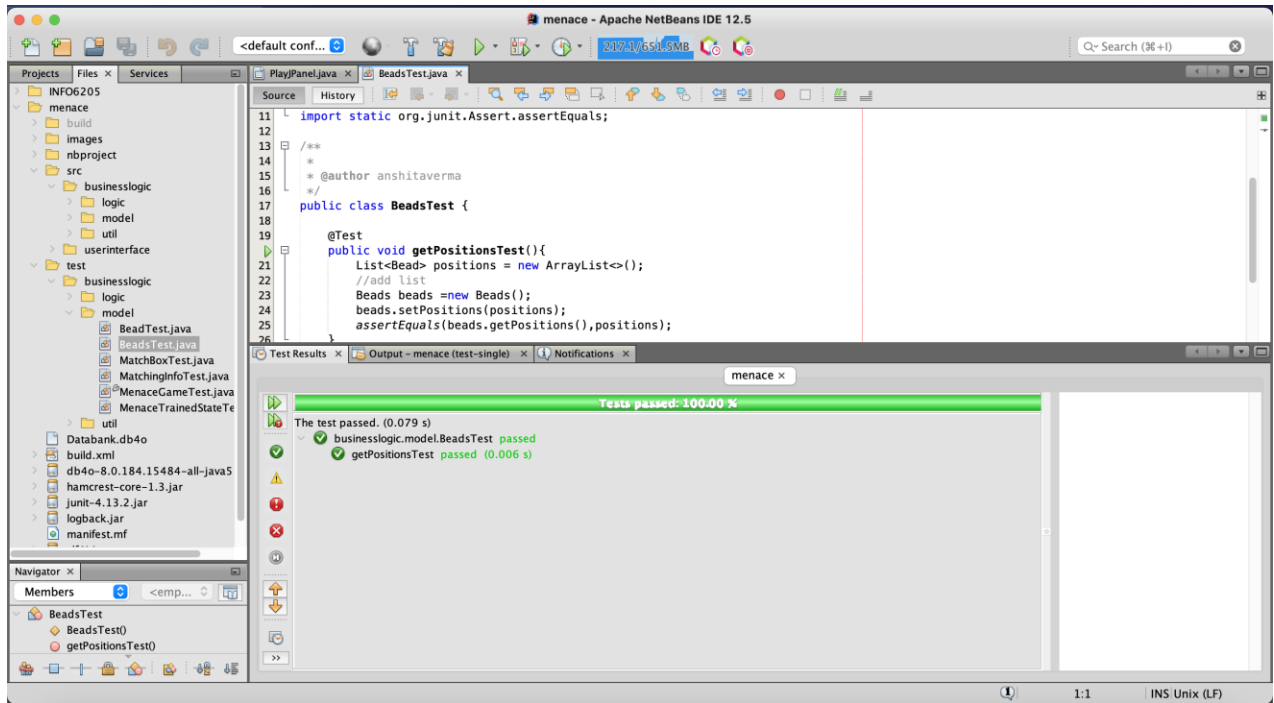 menace - Apache NetBeans IDE 12.5
<default conf...
217.1/651.5MB
Search (⌘+I)
Projects Files × Services
PlayJPanel.java × BeadsTest.java ×
Source History
INFO6205
menace
build
images
nbproject
src
businesslogic
logic
model
util
userinterface
test
businesslogic
logic
model
BeadTest.java
BeadsTest.java
MatchBoxTest.java
MatchingInfoTest.java
MenaceGameTest.java
MenaceTrainedStateTe
util
Databank.db4o
build.xml
db4o-8.0.184.15484-all-java5
hamcrest-core-1.3.jar
junit-4.13.2.jar
logback.jar
manifest.mf
11 import static org.junit.Assert.assertEquals;
12
13 /**
14 *
15 * @author anshitaverma
16 */
17 public class BeadsTest {
18
19 @Test
public void getPositionsTest(){
21 List<Bead> positions = new ArrayList<>();
22 //add list
23 Beads beads =new Beads();
24 beads.setPositions(positions);
25 assertEquals(beads.getPositions(),positions);
26 }
Test Results × Output – menace (test-single) × Notifications ×
menace ×
Tests passed: 100.00 %
The test passed. (0.079 s)
businesslogic.model.BeadsTest passed
getPositionsTest passed (0.006 s)
Navigator ×
Members <emp...
BeadsTest
BeadsTest()
getPositionsTest()
1:1 INS Unix (LF)